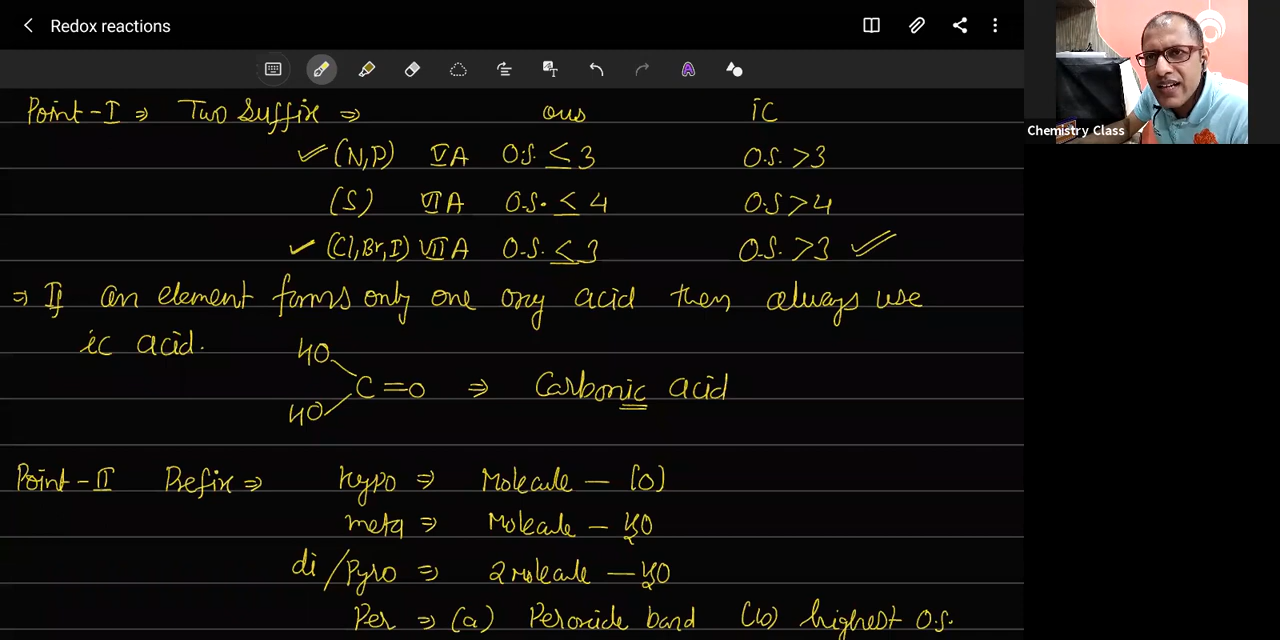 Redox reactions
Chemistry Class
Point-I ⇒ Two Suffix ⇒ ous ic
✓ (N,P) VA O.S. ≤ 3 O.S. >3
(S) VIA O.S. ≤ 4 O.S >4
✓ (Cl,Br,I) VIIA O.S. ≤ 3 O.S. >3 ✓
⇒ If an element forms only one oxy acid then always use
ic acid.
HO
C=O ⇒ Carbonic acid
HO
Point-II Prefix ⇒ hypo ⇒ Molecule – [O]
meta ⇒ Molecule – H2O
di/Pyro ⇒ 2 molecule – H2O
Per ⇒ (a) Peroxide bond (b) highest O.S.